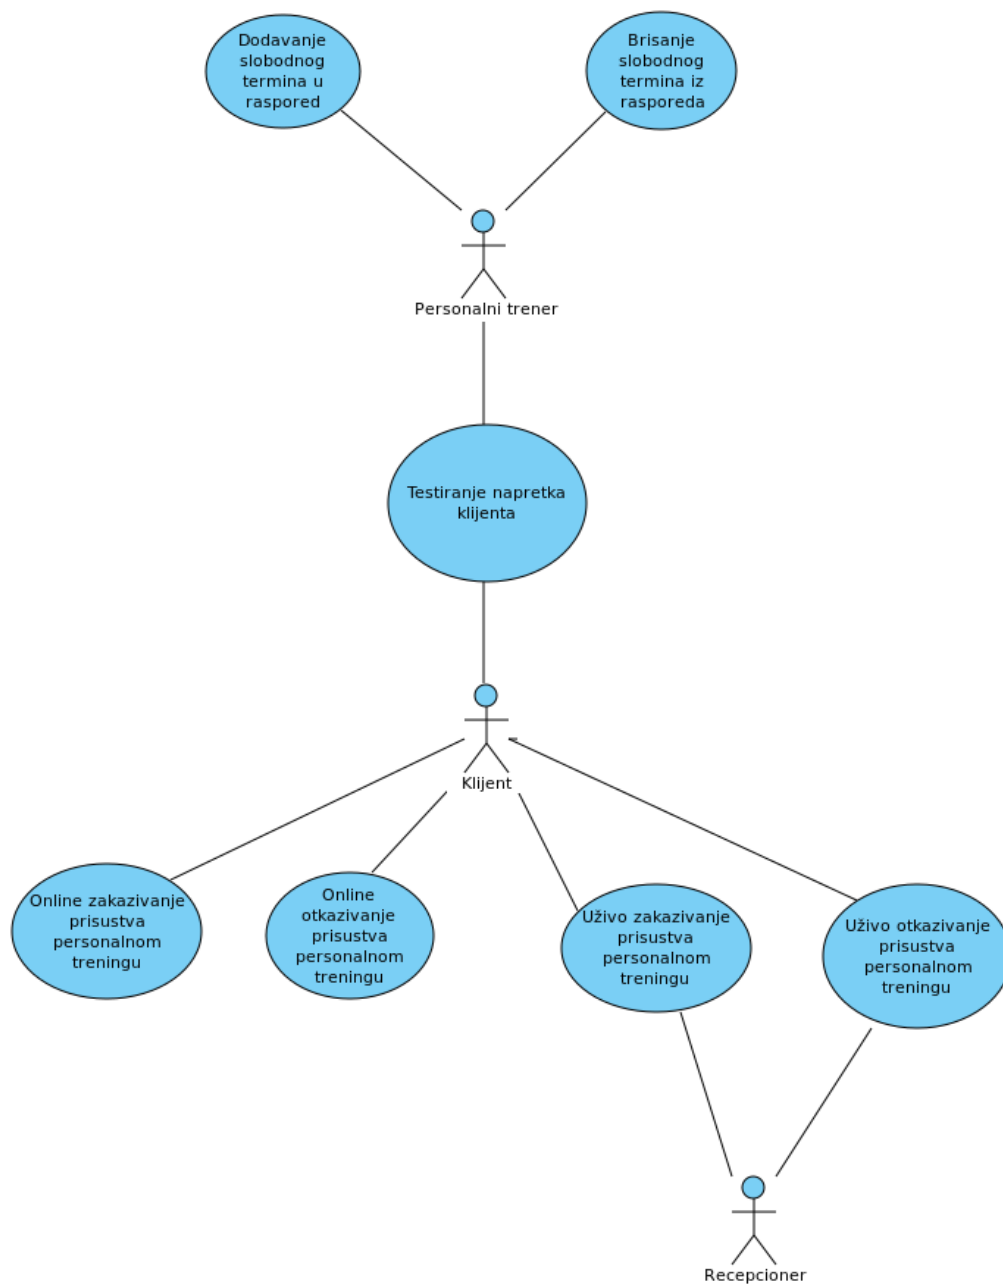 Dodavanje
slobodnog
termina u
raspored
Brisanje
slobodnog
termina iz
rasporeda
Personalni trener
Testiranje napretka
klijenta
Klijent
Online zakazivanje
prisustva
personalnom
treningu
Online
otkazivanje
prisustva
personalnom
treningu
Uživo zakazivanje
prisustva
personalnom
treningu
Uživo otkazivanje
prisustva
personalnom
treningu
Recepcioner